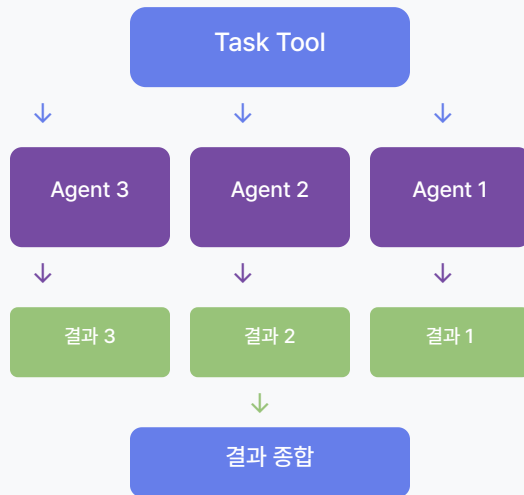 Task Tool
↓ ↓ ↓
Agent 3 Agent 2 Agent 1
↓ ↓ ↓
결과 3 결과 2 결과 1
↓
결과 종합